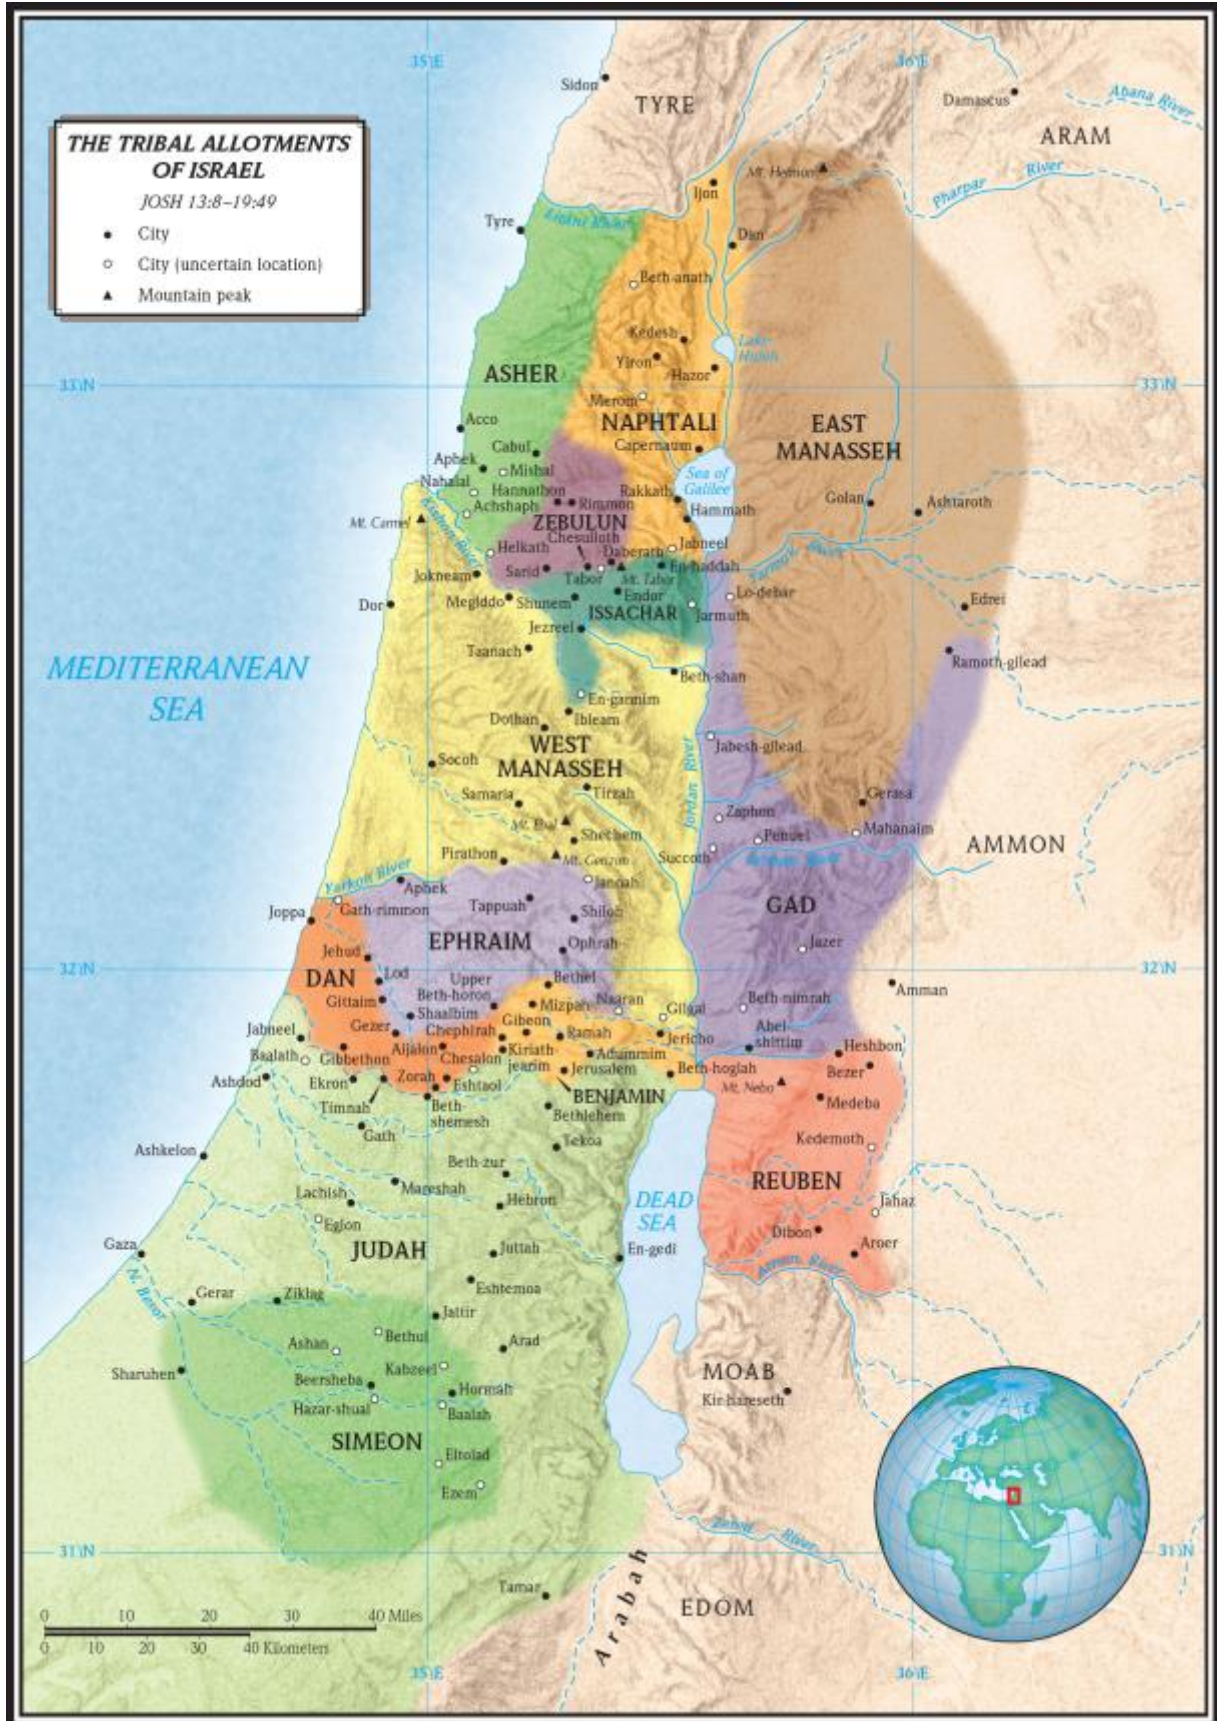 35°E
36°E
Sidon
TYRE
Damascus
Abana River
ARAM
THE TRIBAL ALLOTMENTS
OF ISRAEL
JOSH 13:8–19:49
City
City (uncertain location)
Mountain peak
Mt. Hermon
Ijon
Pharpar River
Tyre
Litani River
Dan
Beth-anath
Kedesh
Lake
Huleh
Yiron
Hazor
ASHER
33°N
33°N
Merom
NAPHTALI
EAST
MANASSEH
Acco
Cabul
Capernaum
Aphek
Mishal
Sea of
Galilee
Nahalal
Hannathon
Rimmon
Rakkath
Golan
Ashtaroth
Achshaph
Hammath
Mt. Carmel
Kishon River
ZEBULUN
Chesulloth
Helkath
Daberath
Jabneel
Yarmuk River
Jokneam
Sarid
Tabor
Mt. Tabor
En-haddah
Dor
Megiddo
Shunem
Endor
Lo-debar
Edrei
ISSACHAR
Jarmuth
Jezreel
Taanach
Ramoth-gilead
MEDITERRANEAN
SEA
Beth-shan
En-gannim
Dothan
Ibleam
WEST
MANASSEH
Jabesh-gilead
Socoh
Jordan River
Samaria
Tirzah
Gerasa
Mt. Ebal
Zaphon
Shechem
Penuel
Mahanaim
AMMON
Pirathon
Mt. Gerizim
Succoth
Yarkon River
Aphek
Janoah
Joppa
Gath-rimmon
Tappuah
Shiloh
GAD
EPHRAIM
Jehud
Ophrah
Jazer
32°N
32°N
DAN
Lod
Upper
Beth-horon
Bethel
Amman
Gittaim
Shaalbim
Mizpah
Naaran
Gilgal
Beth-nimrah
Jabneel
Gezer
Chephirah
Gibeon
Ramah
Jericho
Abel-
shittim
Heshbon
Baalath
Gibbethon
Aijalon
Chesalon
Kiriath-
jearim
Adummim
Jerusalem
Beth-hoglah
Bezer
Ashdod
Ekron
Zorah
Eshtaol
Mt. Nebo
Timnah
BENJAMIN
Medeba
Beth-
shemesh
Bethlehem
Gath
Tekoa
Kedemoth
Ashkelon
Beth-zur
Mareshah
REUBEN
Lachish
Hebron
DEAD
SEA
Jahaz
Eglon
Dibon
Gaza
JUDAH
Juttah
En-gedi
Aroer
Arnon River
N. Besor
Gerar
Ziklag
Eshtemoa
Jattir
Ashan
Bethul
Arad
Sharuhen
Kabzeel
MOAB
Beersheba
Hormah
Kir-hareseth
Hazar-shual
Baalah
SIMEON
Eltolad
Ezem
Zered River
31°N
31°N
Arabah
Tamar
EDOM
0 10 20 30 40 Miles
0 10 20 30 40 Kilometers
35°E
36°E